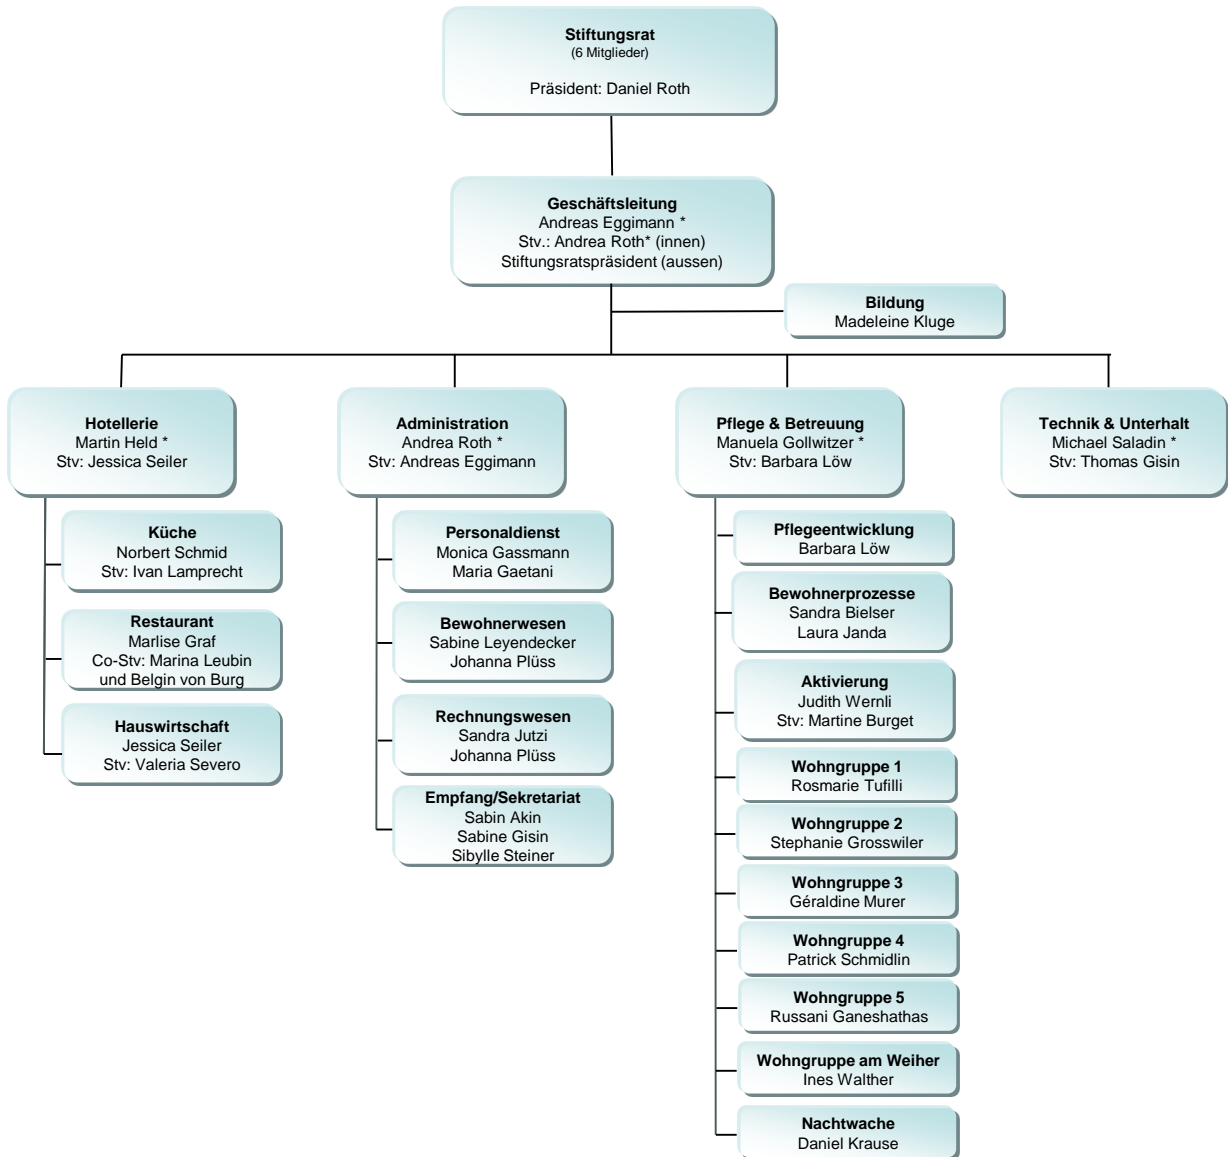 Stiftungsrat
(6 Mitglieder)
Präsident: Daniel Roth
Geschäftsleitung
Andreas Eggimann *
Stv.: Andrea Roth* (innen)
Stiftungsratspräsident (aussen)
Bildung
Madeleine Kluge
Hotellerie
Martin Held *
Stv: Jessica Seiler
Küche
Norbert Schmid
Stv: Ivan Lamprecht
Restaurant
Marlise Graf
Co-Stv: Marina Leubin
und Belgin von Burg
Hauswirtschaft
Jessica Seiler
Stv: Valeria Severo
Administration
Andrea Roth *
Stv: Andreas Eggimann
Personaldienst
Monica Gassmann
Maria Gaetani
Bewohnerwesen
Sabine Leyendecker
Johanna Plüss
Rechnungswesen
Sandra Jutzi
Johanna Plüss
Empfang/Sekretariat
Sabin Akin
Sabine Gisin
Sibylle Steiner
Pflege & Betreuung
Manuela Gollwitzer *
Stv: Barbara Löw
Pflegeentwicklung
Barbara Löw
Bewohnerprozesse
Sandra Bielser
Laura Janda
Aktivierung
Judith Wernli
Stv: Martine Burget
Wohngruppe 1
Rosmarie Tufilli
Wohngruppe 2
Stephanie Grosswiler
Wohngruppe 3
Géraldine Murer
Wohngruppe 4
Patrick Schmidlin
Wohngruppe 5
Russani Ganeshathas
Wohngruppe am Weiher
Ines Walther
Nachtwache
Daniel Krause
Technik & Unterhalt
Michael Saladin *
Stv: Thomas Gisin